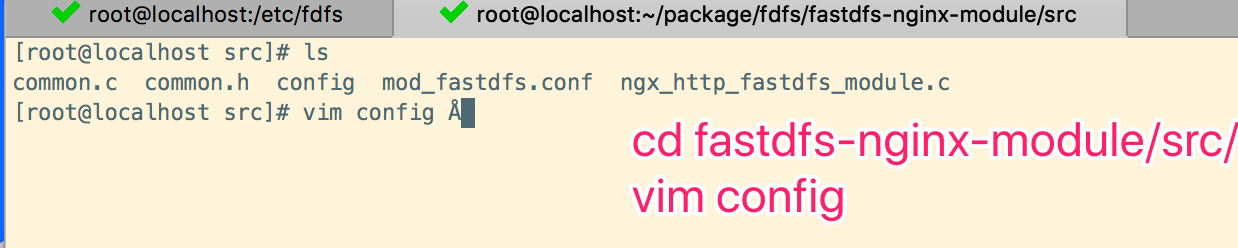 root@localhost:/etc/fdfs
root@localhost:~/package/fdfs/fastdfs-nginx-module/src
[root@localhost src]# ls
common.c  common.h  config  mod_fastdfs.conf  ngx_http_fastdfs_module.c
[root@localhost src]# vim config Å
cd fastdfs-nginx-module/src/
vim config